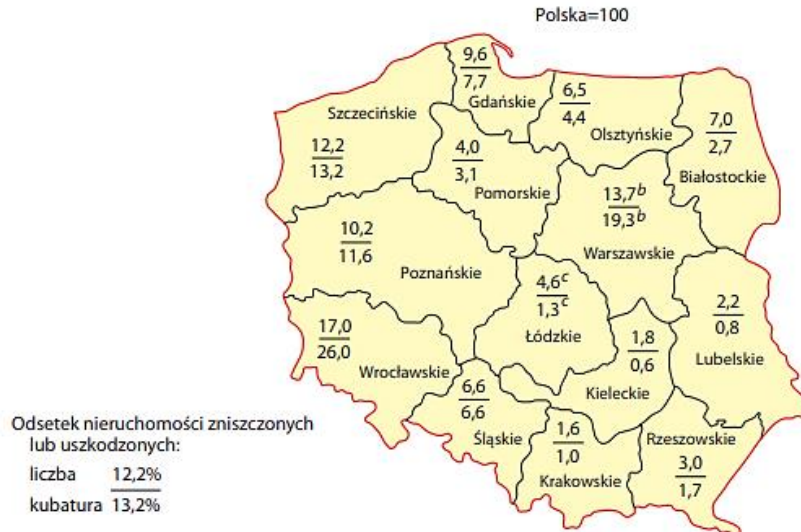 Polska=100
9,6
7,7
Gdańskie
Szczecińskie
12,2
13,2
6,5
4,4
Olsztyńskie
7,0
2,7
Białostockie
4,0
3,1
Pomorskie
13,7b
19,3b
Warszawskie
10,2
11,6
Poznańskie
4,6c
1,3c
Łódzkie
2,2
0,8
Lubelskie
17,0
26,0
Wrocławskie
1,8
0,6
Kieleckie
6,6
6,6
Śląskie
1,6
1,0
Krakowskie
Rzeszowskie
3,0
1,7
Odsetek nieruchomości zniszczonych
lub uszkodzonych:
liczba 12,2%
kubatura 13,2%